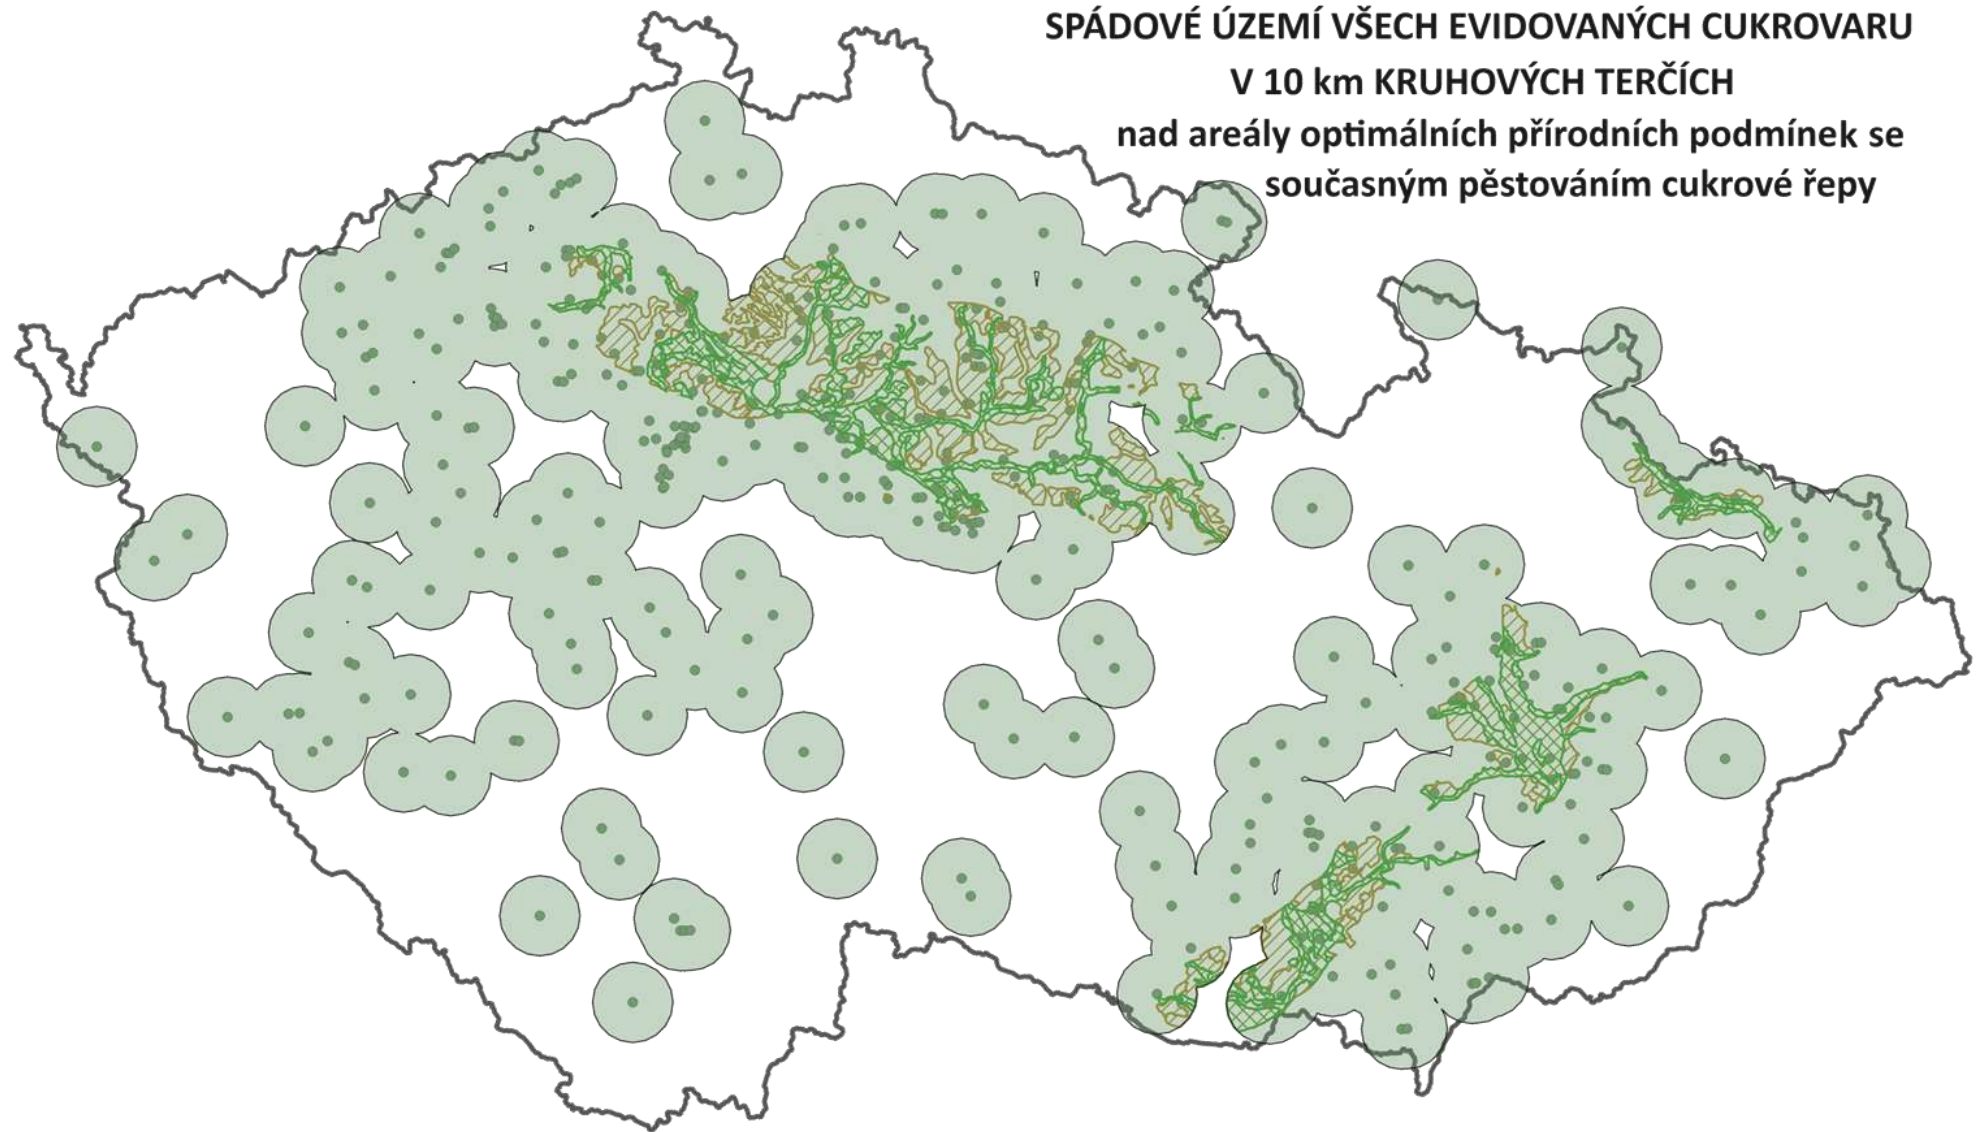 SPÁDOVÉ ÚZEMÍ VŠECH EVIDOVANÝCH CUKROVARU
V 10 km KRUHOVÝCH TERČÍCH
nad areály optimálních přírodních podmínek se
současným pěstováním cukrové řepy